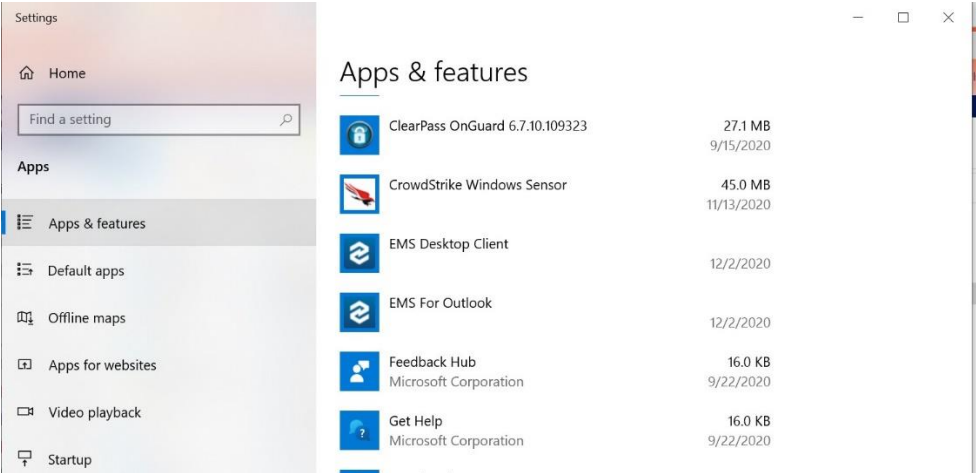 Settings
Home
Find a setting
Apps
Apps & features
Default apps
Offline maps
Apps for websites
Video playback
Startup
Apps & features
ClearPass OnGuard 6.7.10.109323 27.1 MB
9/15/2020
CrowdStrike Windows Sensor 45.0 MB
11/13/2020
EMS Desktop Client
12/2/2020
EMS For Outlook
12/2/2020
Feedback Hub 16.0 KB
Microsoft Corporation 9/22/2020
Get Help 16.0 KB
Microsoft Corporation 9/22/2020